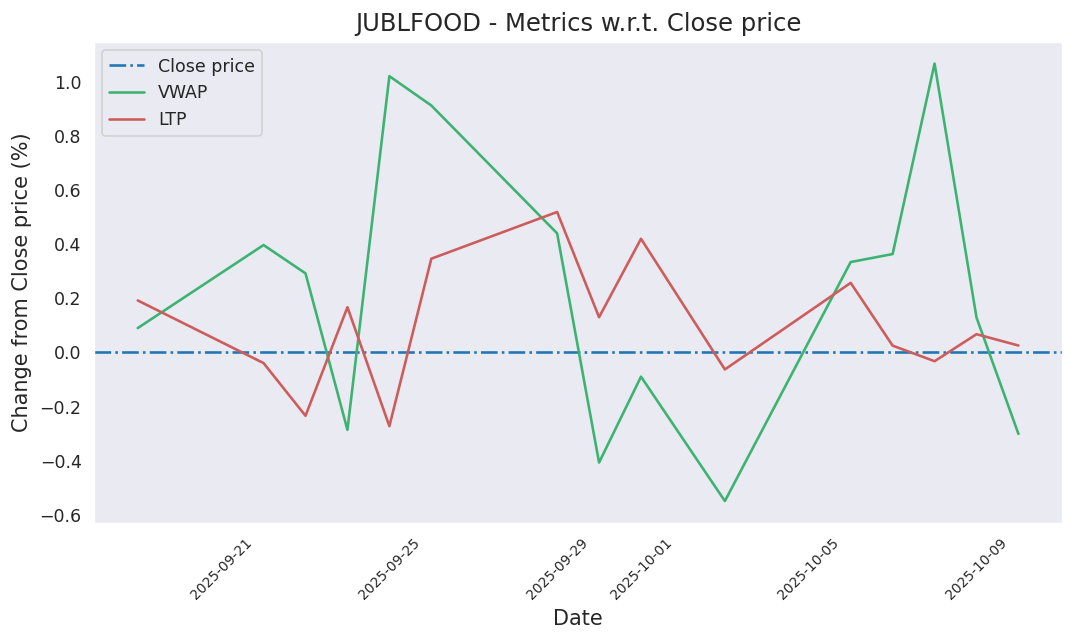 JUBLFOOD - Metrics w.r.t. Close price
Close price
VWAP
LTP
Change from Close price (%)
1.0
0.8
0.6
0.4
0.2
0.0
−0.2
−0.4
−0.6
2025-09-21
2025-09-25
2025-09-29
2025-10-01
2025-10-05
2025-10-09
Date